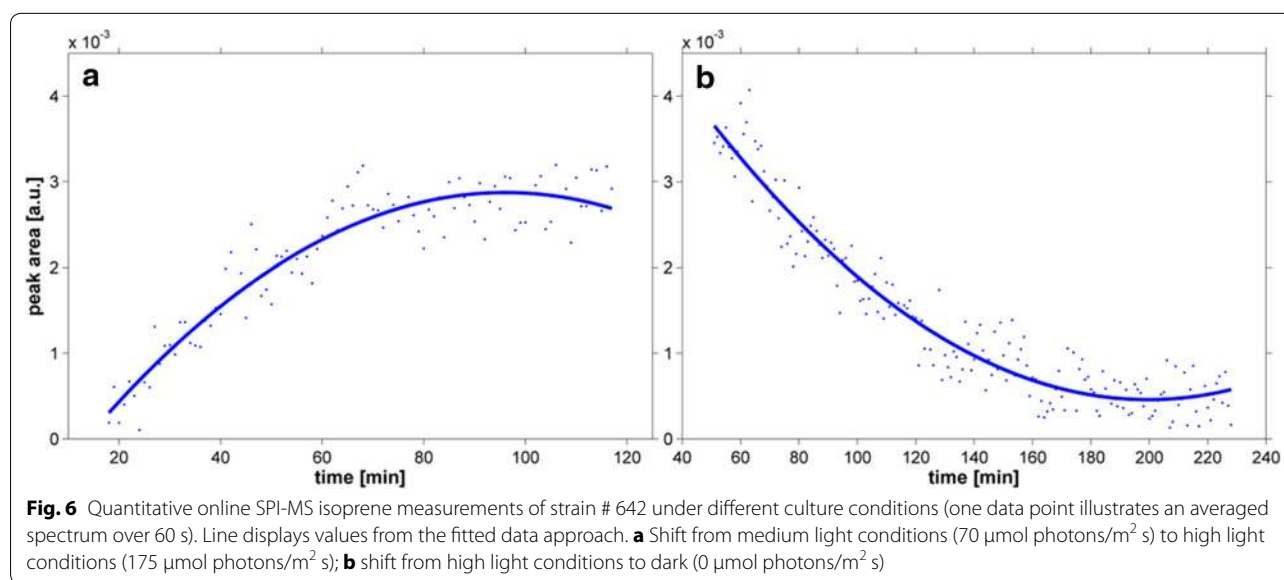 x 10⁻³
a
4
3
2
1
0
peak area [a.u.]
20 40 60 80 100 120
time [min]
x 10⁻³
b
4
3
2
1
0
40 60 80 100 120 140 160 180 200 220 240
time [min]
Fig. 6 Quantitative online SPI-MS isoprene measurements of strain # 642 under different culture conditions (one data point illustrates an averaged
spectrum over 60 s). Line displays values from the fitted data approach. a Shift from medium light conditions (70 μmol photons/m² s) to high light
conditions (175 μmol photons/m² s); b shift from high light conditions to dark (0 μmol photons/m² s)